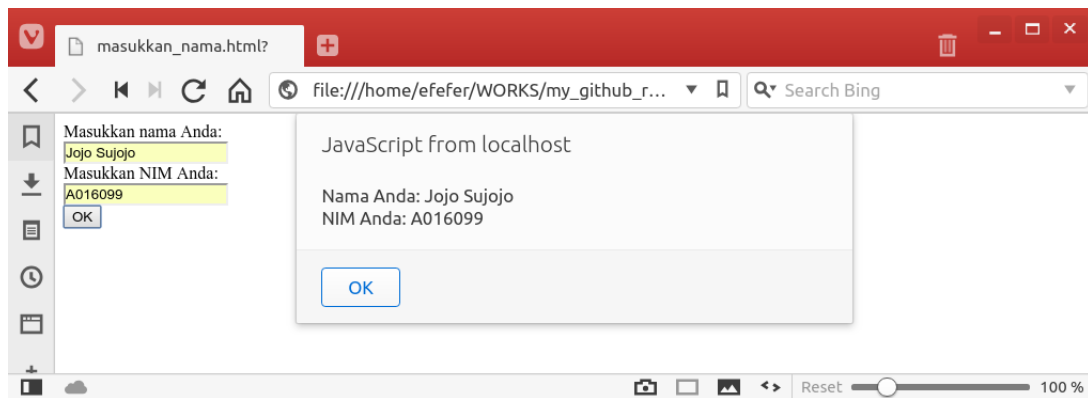 masukkan_nama.html?
file:///home/efefer/WORKS/my_github_r...
Search Bing
Masukkan nama Anda:
Jojo Sujojo
Masukkan NIM Anda:
A016099
OK
JavaScript from localhost
Nama Anda: Jojo Sujojo
NIM Anda: A016099
OK
Reset
100 %